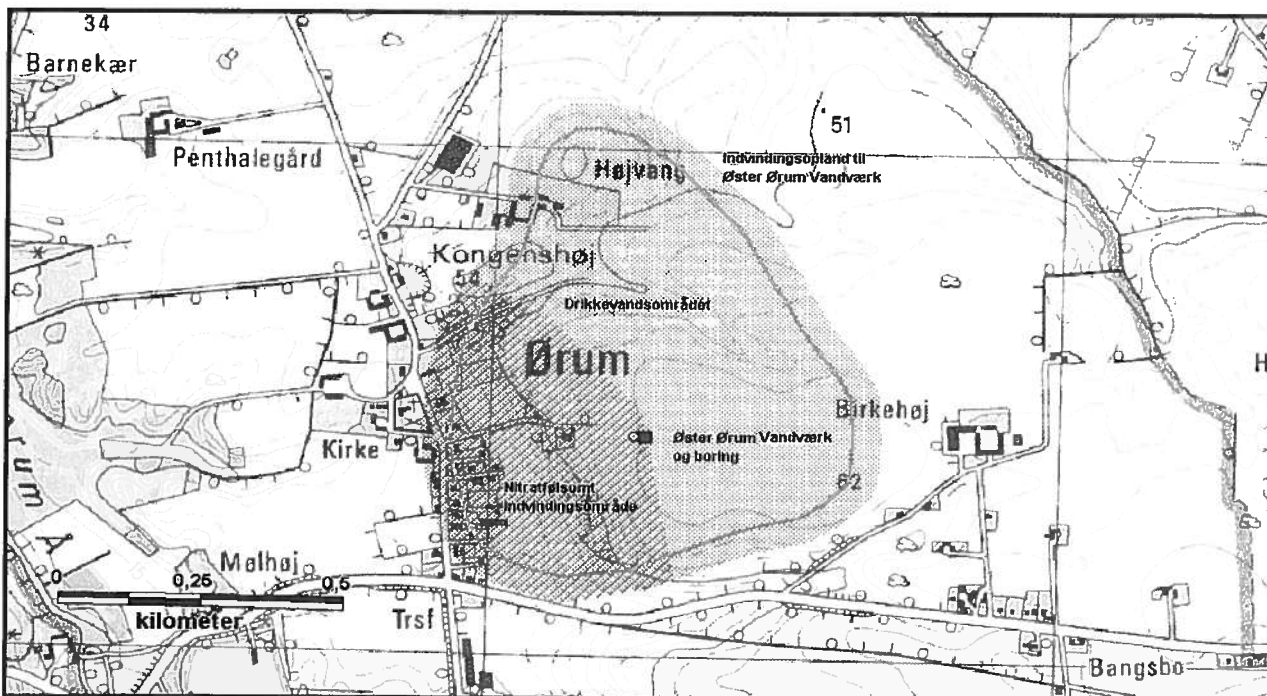 34
Barnekær
Penthalegård
Højvang
51
Indvindingsopland til
Øster Ørum Vandværk
Kongenshøj
54
Drikkevandsområdet
Ørum
Birkehøj
Kirke
Øster Ørum Vandværk
og boring
62
Nitratfølsomt
indvindingsområde
H
Å
Mølhøj
0 0,25 0,5
kilometer
Trsf
Bangsbo